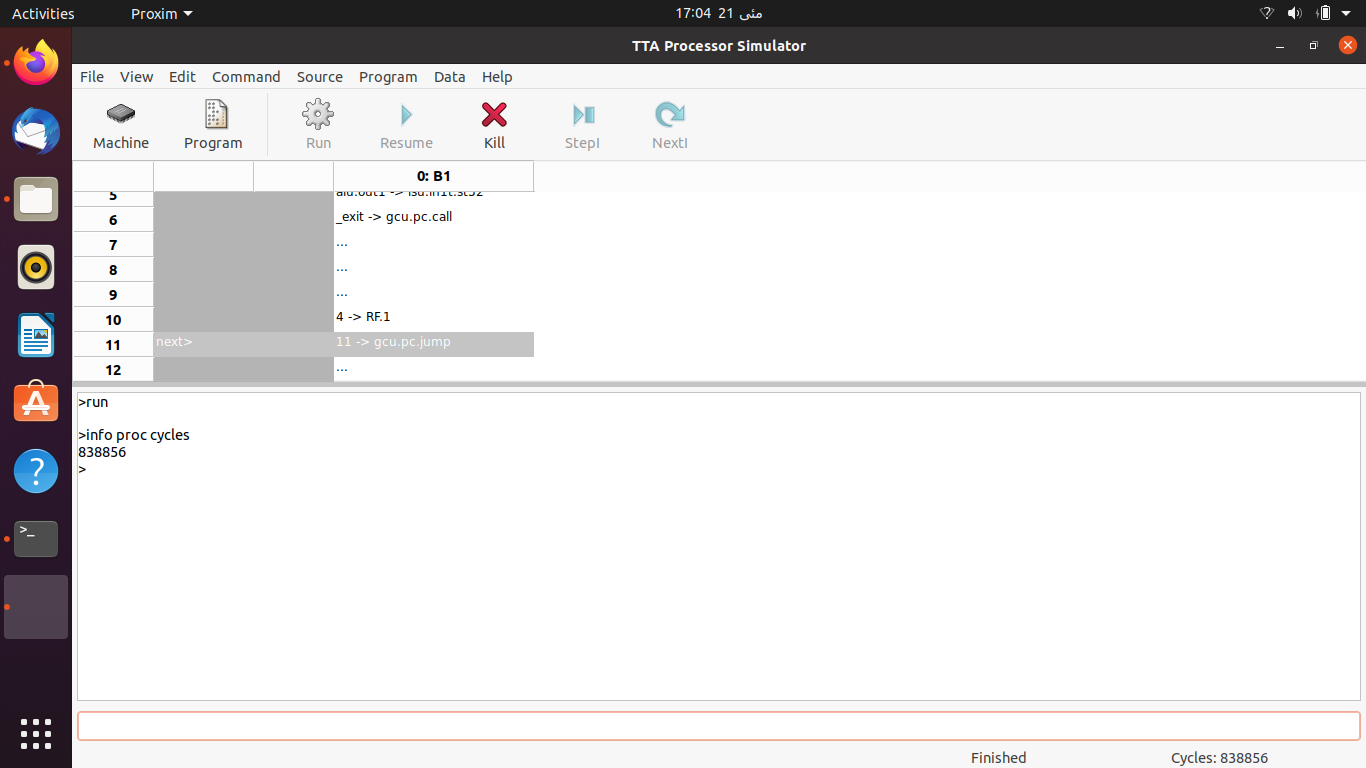 Activities Proxim 17:04 21 مئی
TTA Processor Simulator
File View Edit Command Source Program Data Help
Machine Program Run Resume Kill StepI NextI
0: B1
5 alu.out1 -> lsu.in1t.st32
6 _exit -> gcu.pc.call
7 ...
8 ...
9 ...
10 4 -> RF.1
11 next> 11 -> gcu.pc.jump
12 ...
>run
>info proc cycles
838856
>
Finished Cycles: 838856